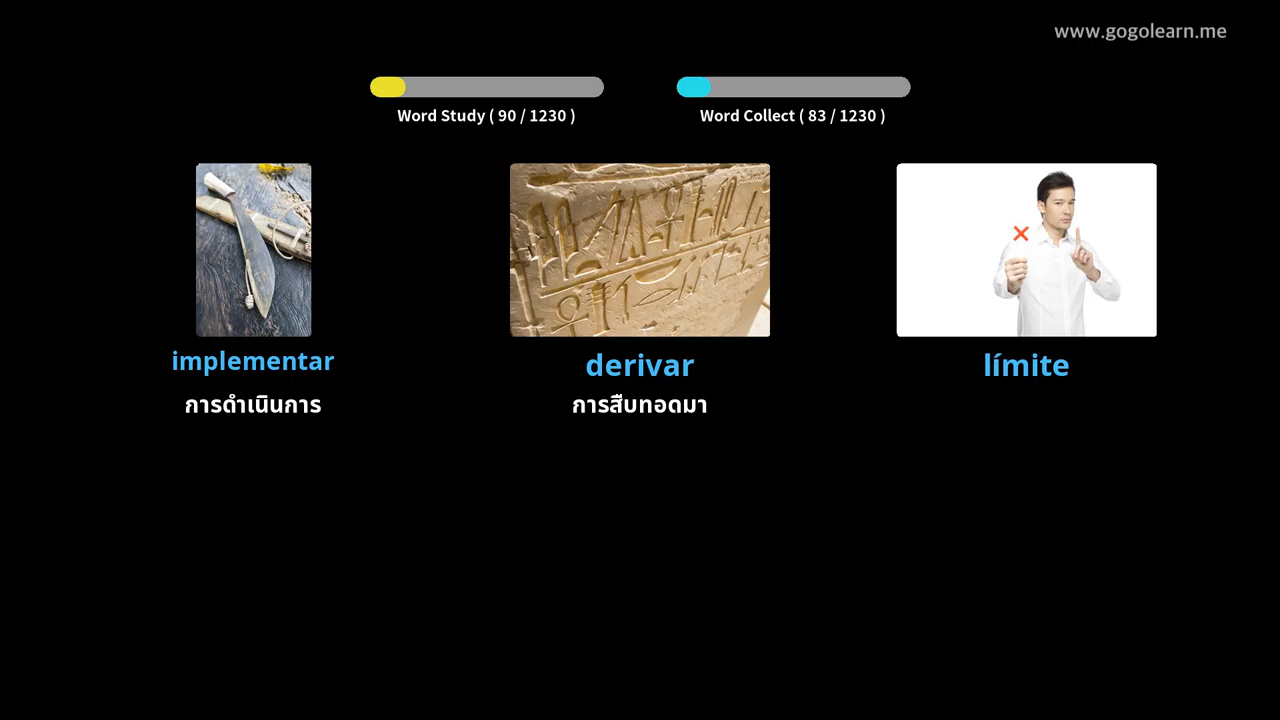 www.gogolearn.me
Word Study ( 90 / 1230 )
Word Collect ( 83 / 1230 )
implementar
derivar
límite
การดำเนินการ
การสืบทอดมา